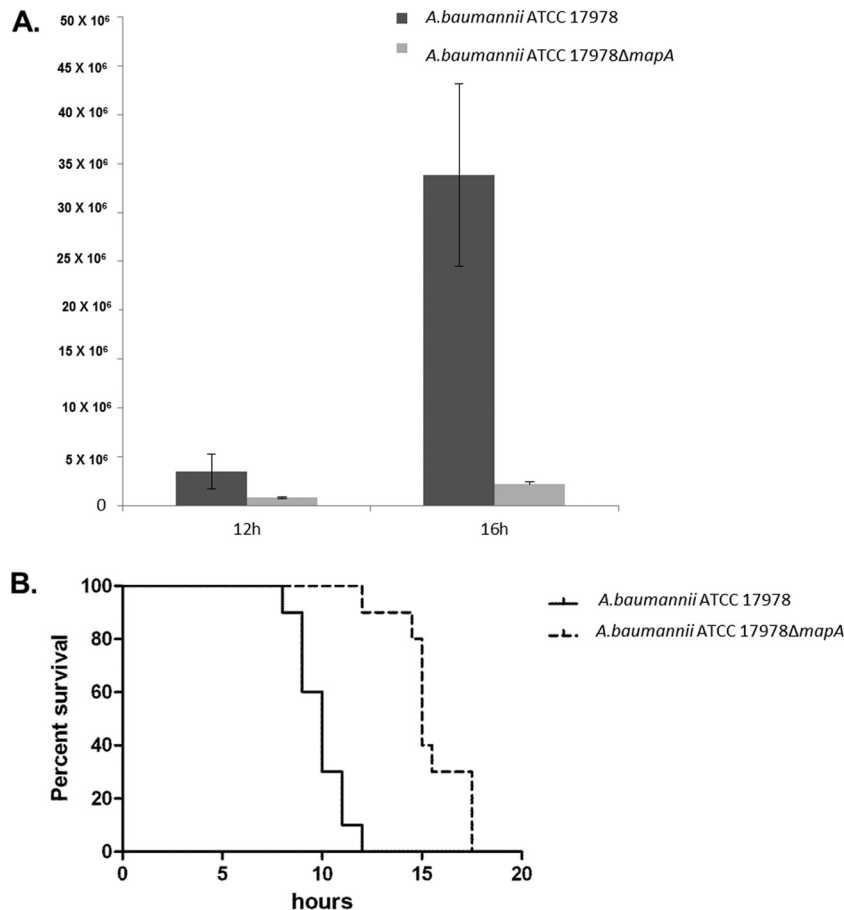 A.
A.baumannii ATCC 17978
A.baumannii ATCC 17978ΔmapA
50 X 10⁶
45 X 10⁶
40 X 10⁶
35 X 10⁶
30 X 10⁶
25 X 10⁶
20 X 10⁶
15 X 10⁶
10 X 10⁶
5 X 10⁶
0
12h 16h
B.
A.baumannii ATCC 17978
A.baumannii ATCC 17978ΔmapA
Percent survival
100
80
60
40
20
0
0 5 10 15 20
hours